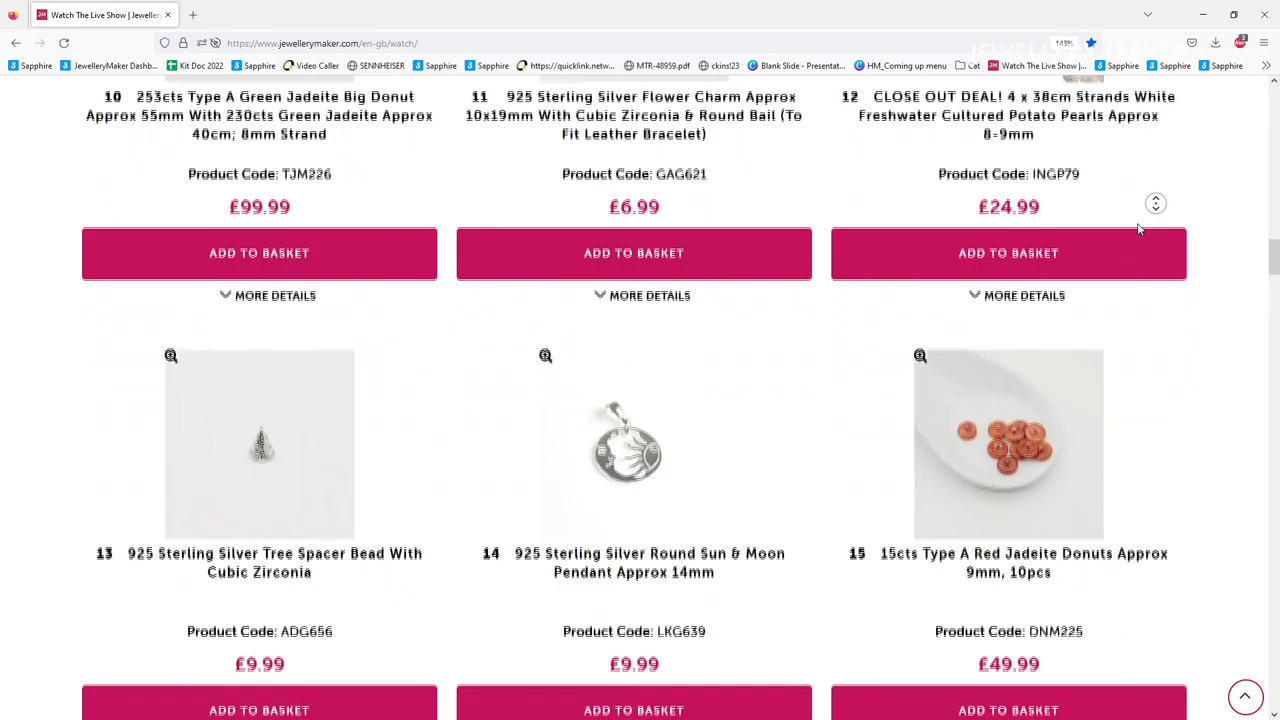 Watch The Live Show | Jeweller
https://www.jewellerymaker.com/en_gb/watch/
143%
3
JEWELLERYMAKER
Sapphire
JewelleryMaker Dashb...
Kit Doc 2022
Sapphire
Video Caller
SENNHEISER
Sapphire
Sapphire
https://quicklink.netw...
MTR-48959.pdf
ckins13
Blank Slide - Presentat...
HM_Coming up menu
Cat
Watch The Live Show |...
Sapphire
Sapphire
Sapphire
10 253cts Type A Green Jadeite Big Donut
Approx 55mm With 230cts Green Jadeite Approx
40cm; 8mm Strand
Product Code: TJM226
£99.99
ADD TO BASKET
MORE DETAILS
11 925 Sterling Silver Flower Charm Approx
10x19mm With Cubic Zirconia & Round Bail (To
Fit Leather Bracelet)
Product Code: GAG621
£6.99
ADD TO BASKET
MORE DETAILS
12 CLOSE OUT DEAL! 4 x 38cm Strands White
Freshwater Cultured Potato Pearls Approx
8-9mm
Product Code: INGP79
£24.99
ADD TO BASKET
MORE DETAILS
13 925 Sterling Silver Tree Spacer Bead With
Cubic Zirconia
Product Code: ADG656
£9.99
ADD TO BASKET
14 925 Sterling Silver Round Sun & Moon
Pendant Approx 14mm
Product Code: LKG639
£9.99
ADD TO BASKET
15 15cts Type A Red Jadeite Donuts Approx
9mm, 10pcs
Product Code: DNM225
£49.99
ADD TO BASKET